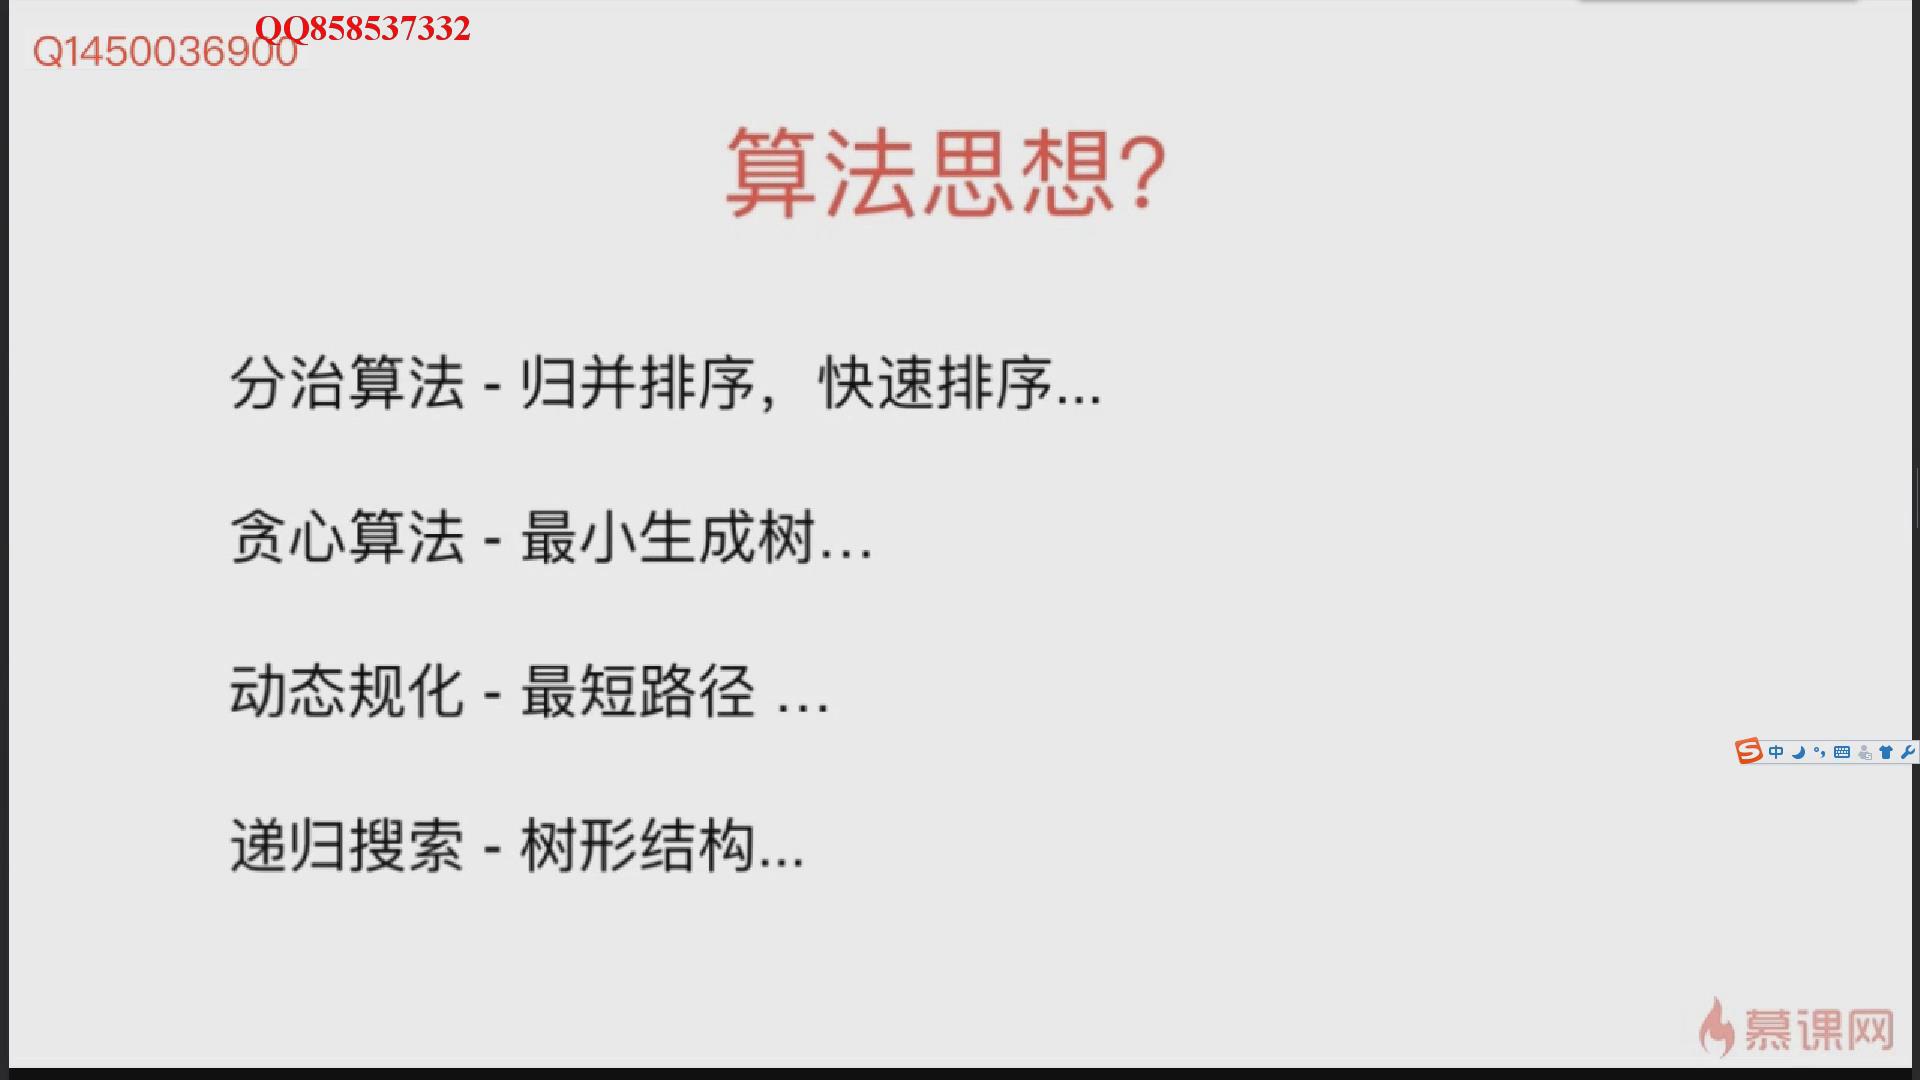 QQ858537332
Q1450036900
算法思想?
分治算法 - 归并排序，快速排序...
贪心算法 - 最小生成树...
动态规化 - 最短路径 ...
递归搜索 - 树形结构...
S中
慕课网